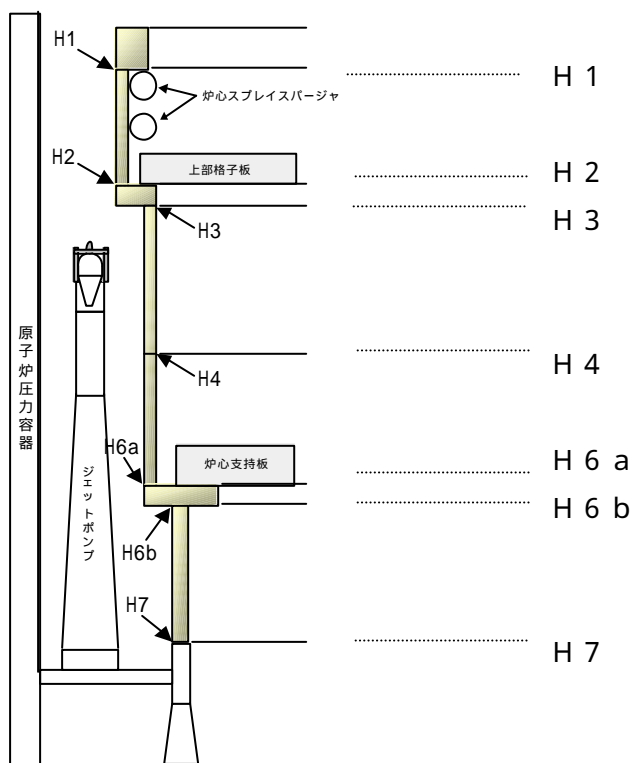 H1
炉心スプレイスパージャ
H2
上部格子板
H3
原子炉圧力容器
H4
H6a
炉心支持板
ジェットポンプ
H6b
H7
H 1
H 2
H 3
H 4
H 6 a
H 6 b
H 7